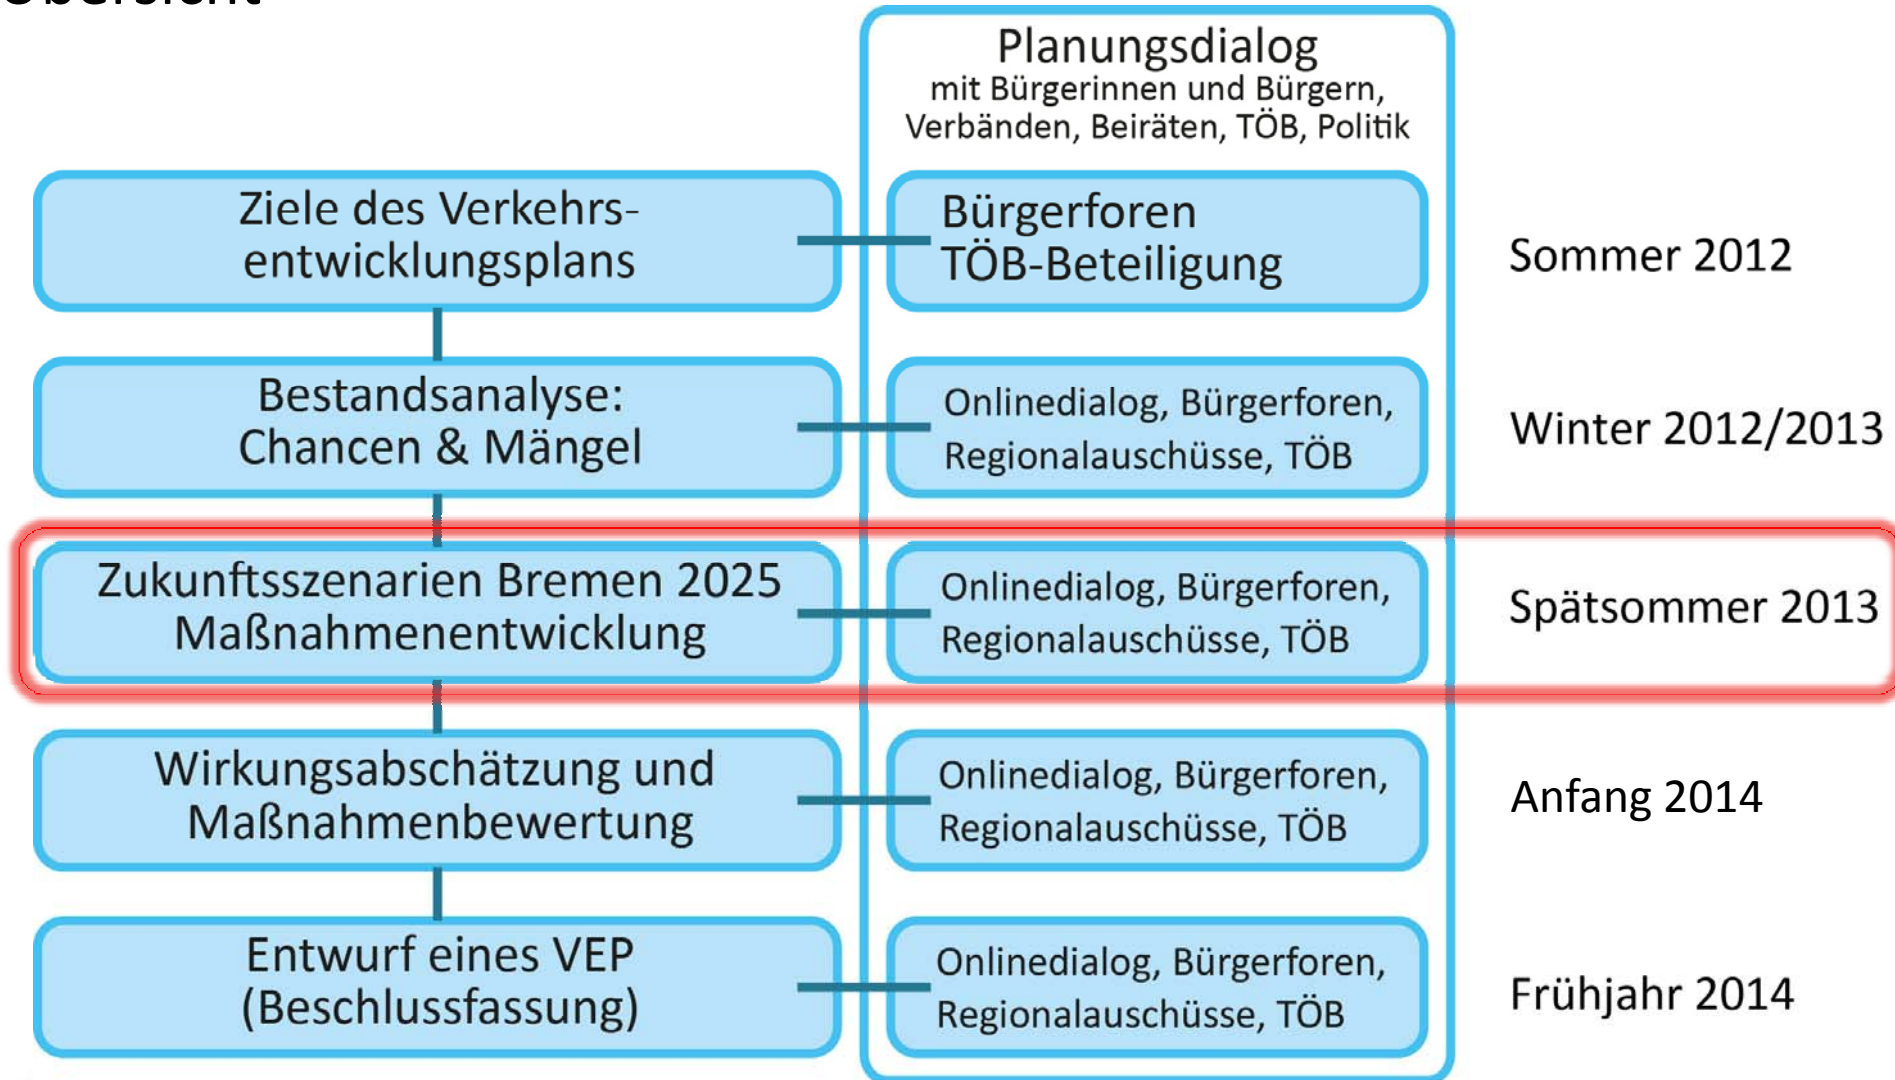 Übersicht
Planungsdialog
mit Bürgerinnen und Bürgern,
Verbänden, Beiräten, TÖB, Politik
Ziele des Verkehrs-
entwicklungsplans
Bürgerforen
TÖB-Beteiligung
Sommer 2012
Bestandsanalyse:
Chancen & Mängel
Onlinedialog, Bürgerforen,
Regionalauschüsse, TÖB
Winter 2012/2013
Zukunftsszenarien Bremen 2025
Maßnahmenentwicklung
Onlinedialog, Bürgerforen,
Regionalauschüsse, TÖB
Spätsommer 2013
Wirkungsabschätzung und
Maßnahmenbewertung
Onlinedialog, Bürgerforen,
Regionalauschüsse, TÖB
Anfang 2014
Entwurf eines VEP
(Beschlussfassung)
Onlinedialog, Bürgerforen,
Regionalauschüsse, TÖB
Frühjahr 2014